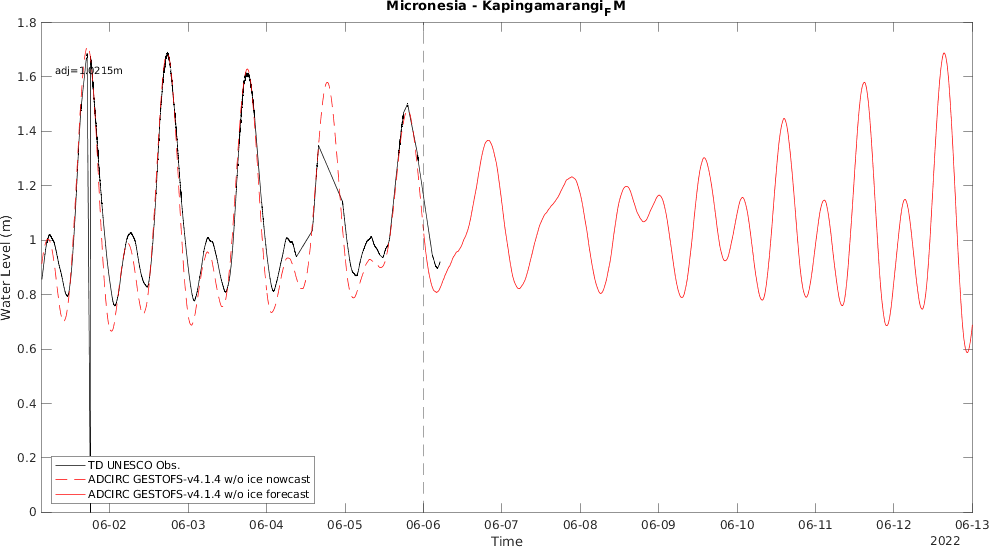 Micronesia - Kapingamarangi_FM
1.8
adj=1.0215m
1.6
1.4
1.2
1
0.8
0.6
0.4
0.2
0
Water Level (m)
TD UNESCO Obs.
ADCIRC GESTOFS-v4.1.4 w/o ice nowcast
ADCIRC GESTOFS-v4.1.4 w/o ice forecast
06-02 06-03 06-04 06-05 06-06 06-07 06-08 06-09 06-10 06-11 06-12 06-13
Time
2022